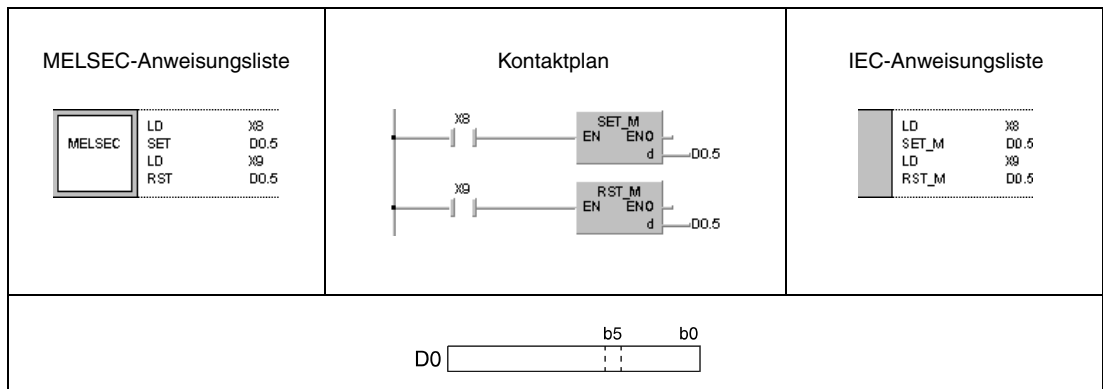 MELSEC-Anweisungsliste
MELSEC
LD X8
SET D0.5
LD X9
RST D0.5
Kontaktplan
X8
SET_M
EN ENO
d D0.5
X9
RST_M
EN ENO
d D0.5
IEC-Anweisungsliste
LD X8
SET_M D0.5
LD X9
RST_M D0.5
b5 b0
D0